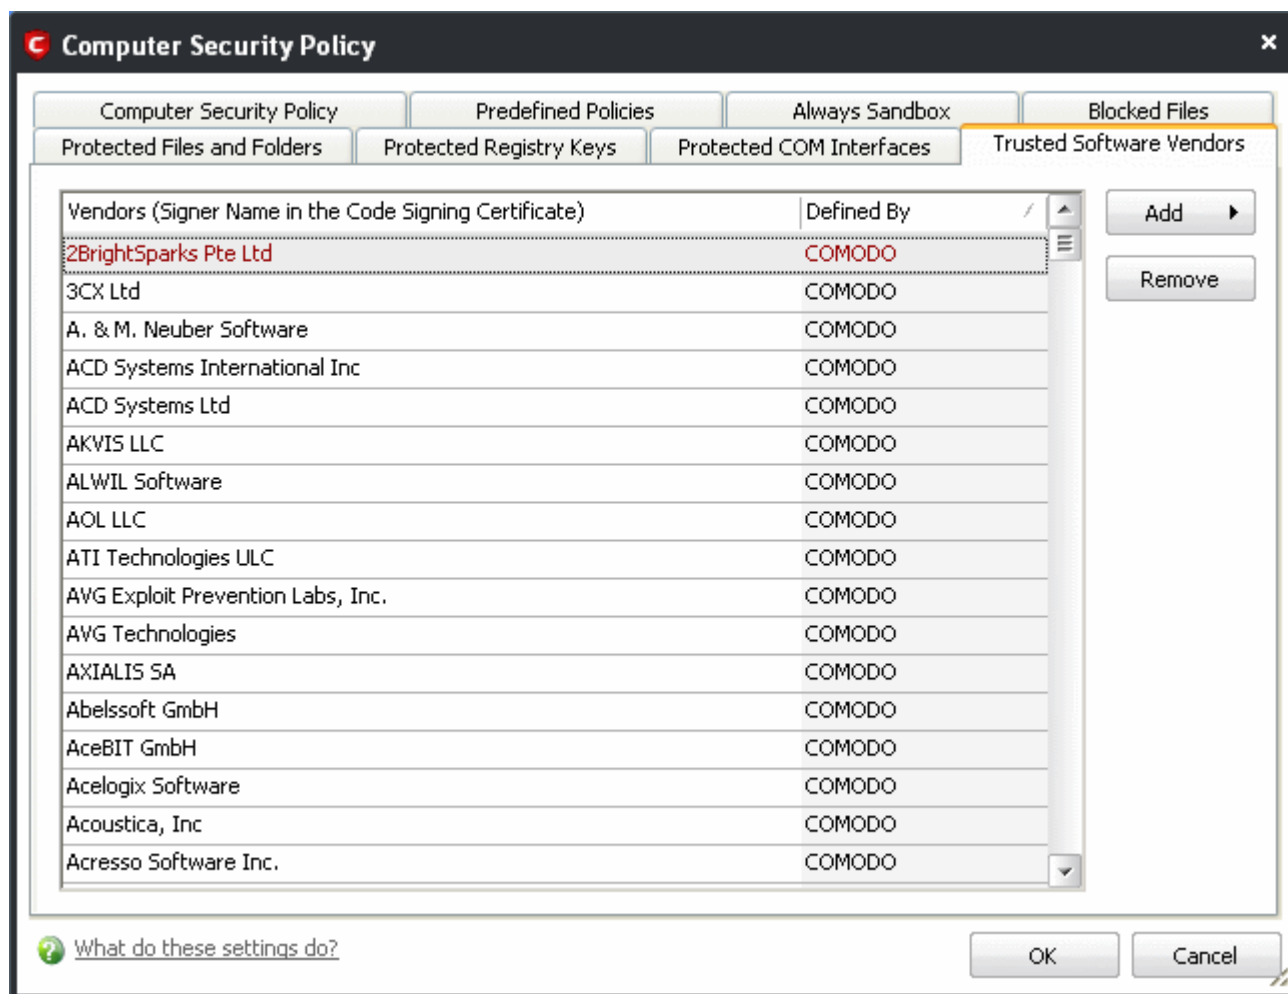 Computer Security Policy
Computer Security Policy Predefined Policies Always Sandbox Blocked Files
Protected Files and Folders Protected Registry Keys Protected COM Interfaces Trusted Software Vendors
Vendors (Signer Name in the Code Signing Certificate) Defined By Add
2BrightSparks Pte Ltd COMODO
Remove
3CX Ltd COMODO
A. & M. Neuber Software COMODO
ACD Systems International Inc COMODO
ACD Systems Ltd COMODO
AKVIS LLC COMODO
ALWIL Software COMODO
AOL LLC COMODO
ATI Technologies ULC COMODO
AVG Exploit Prevention Labs, Inc. COMODO
AVG Technologies COMODO
AXIALIS SA COMODO
Abelssoft GmbH COMODO
AceBIT GmbH COMODO
Acelogix Software COMODO
Acoustica, Inc COMODO
Acresso Software Inc. COMODO
What do these settings do? OK Cancel